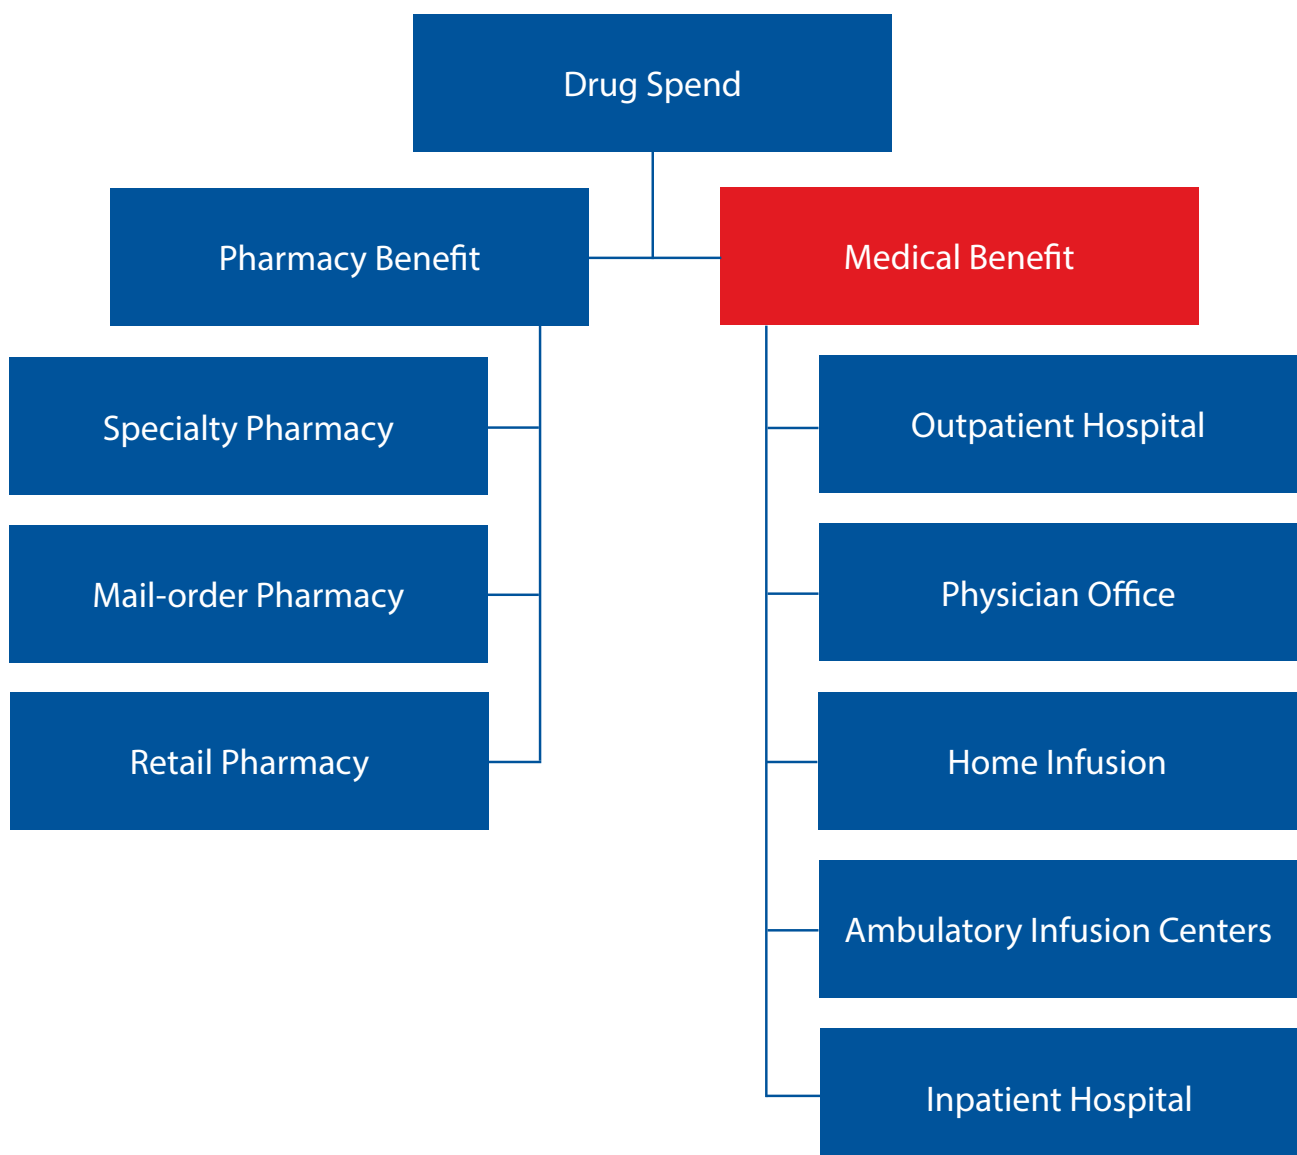 Drug Spend
Pharmacy Benefit
Medical Benefit
Specialty Pharmacy
Mail-order Pharmacy
Retail Pharmacy
Outpatient Hospital
Physician Office
Home Infusion
Ambulatory Infusion Centers
Inpatient Hospital